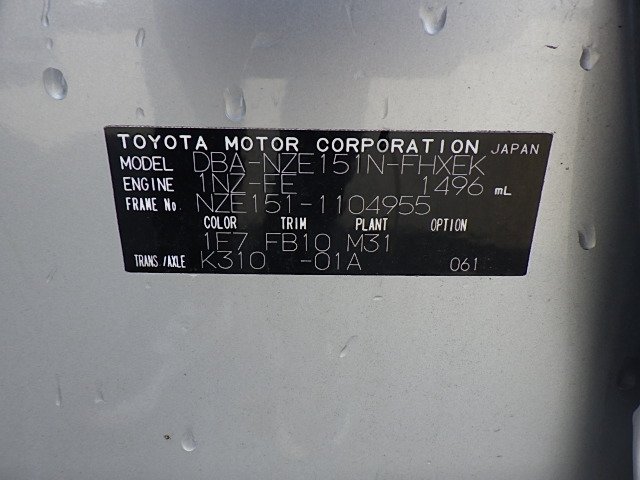 TOYOTA MOTOR CORPORATION JAPAN
MODEL DBA-NZE151N-FHXEK
ENGINE 1NZ-FE 1496 mL
FRAME No. NZE151-1104955
COLOR TRIM PLANT OPTION
1E7 FB10 M31
TRANS/AXLE K310 -01A 061